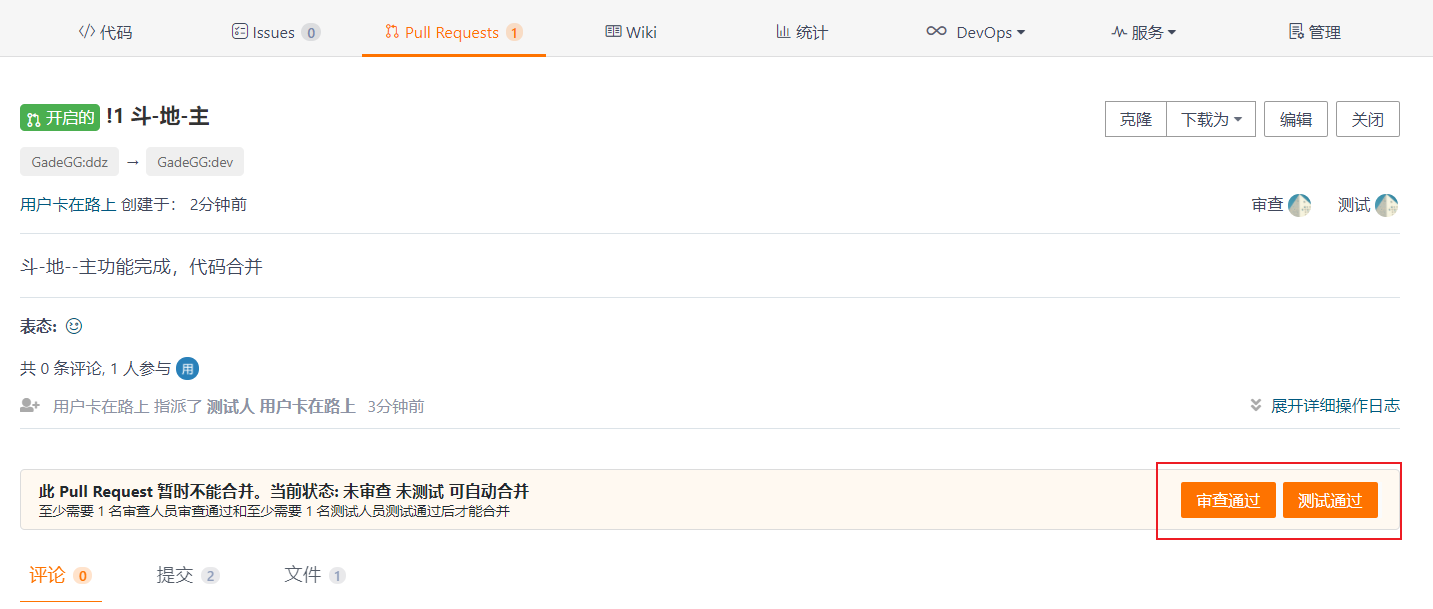 代码 Issues 0 Pull Requests 1 Wiki 统计 DevOps 服务 管理
开启的 !1 斗-地-主 克隆 下载为 编辑 关闭
GadeGG:ddz → GadeGG:dev
用户卡在路上 创建于： 2分钟前 审查 测试
斗-地--主功能完成，代码合并
表态:
共 0 条评论, 1 人参与 用
用户卡在路上 指派了 测试人 用户卡在路上 3分钟前 展开详细操作日志
此 Pull Request 暂时不能合并。当前状态: 未审查 未测试 可自动合并
至少需要 1 名审查人员审查通过和至少需要 1 名测试人员测试通过后才能合并
审查通过 测试通过
评论 0 提交 2 文件 1